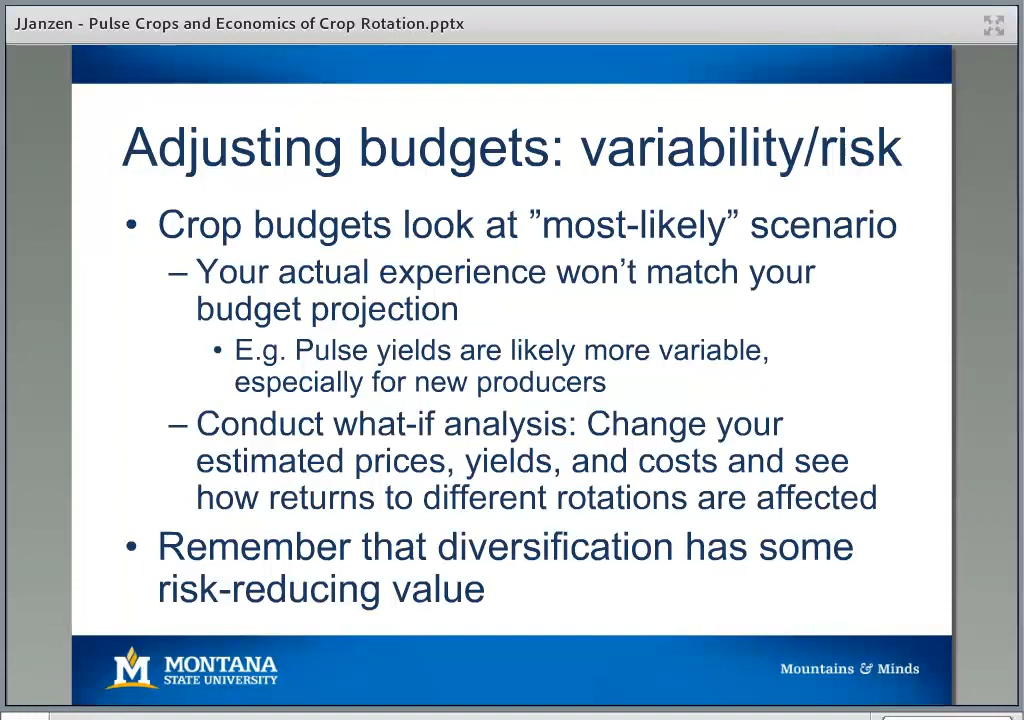 JJanzen - Pulse Crops and Economics of Crop Rotation.pptx
Adjusting budgets: variability/risk
• Crop budgets look at ”most-likely” scenario
– Your actual experience won’t match your
budget projection
• E.g. Pulse yields are likely more variable,
especially for new producers
– Conduct what-if analysis: Change your
estimated prices, yields, and costs and see
how returns to different rotations are affected
• Remember that diversification has some
risk-reducing value
M MONTANA
STATE UNIVERSITY
Mountains & Minds